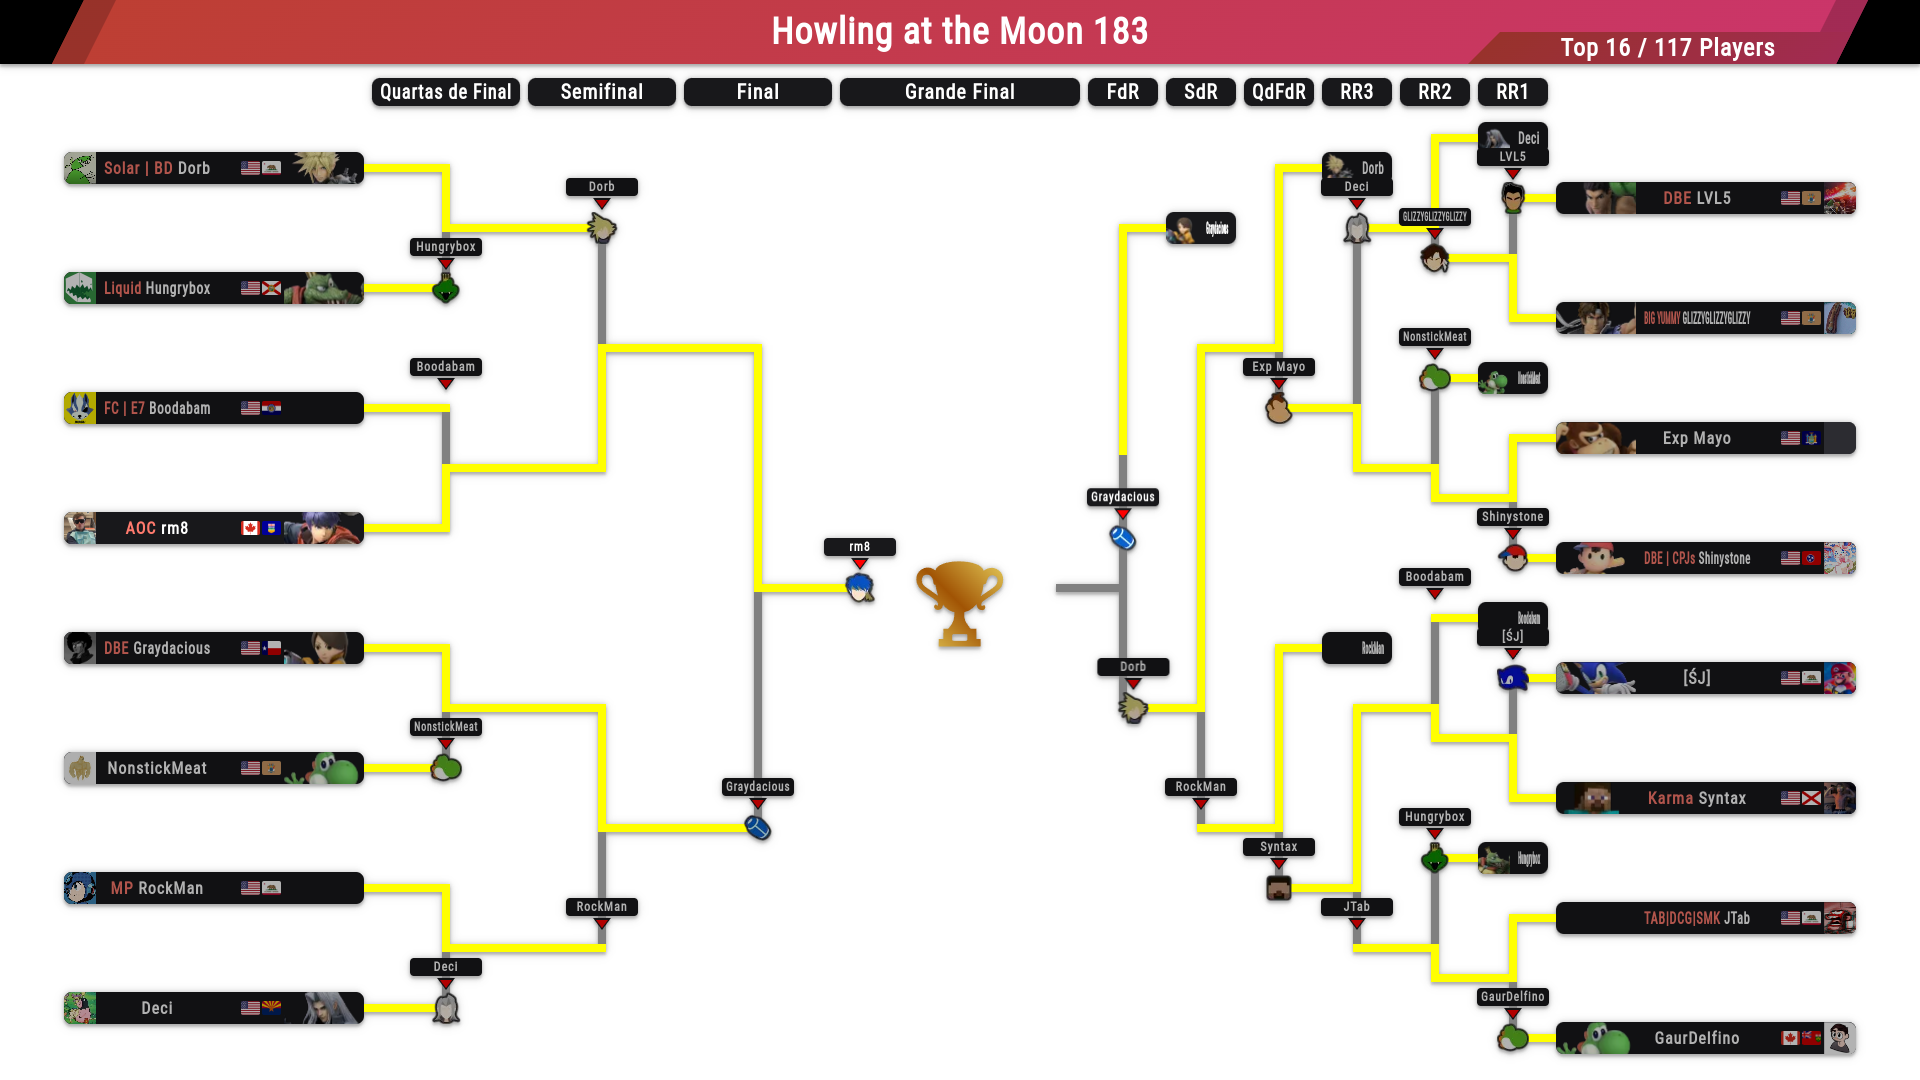 Howling at the Moon 183
Top 16 / 117 Players
Quartas de Final
Semifinal
Final
Grande Final
FdR
SdR
QdFdR
RR3
RR2
RR1
Solar | BD Dorb
Liquid Hungrybox
FC | E7 Boodabam
AOC rm8
DBE Graydacious
NonstickMeat
MP RockMan
Deci
Hungrybox
Boodabam
NonstickMeat
Deci
Dorb
RockMan
Graydacious
rm8
Graydacious
Dorb
Graydacious
RockMan
Exp Mayo
Syntax
Dorb
Deci
RockMan
JTab
GLIZZYGLIZZYGLIZZY
NonstickMeat
Boodabam
Hungrybox
Deci
LVL5
NonstickMeat
Shinystone
Boodabam
[ŚJ]
Hungrybox
GaurDelfino
DBE LVL5
BIG YUMMY GLIZZYGLIZZYGLIZZY
Exp Mayo
DBE | CPJs Shinystone
[ŚJ]
Karma Syntax
TAB|DCG|SMK JTab
GaurDelfino